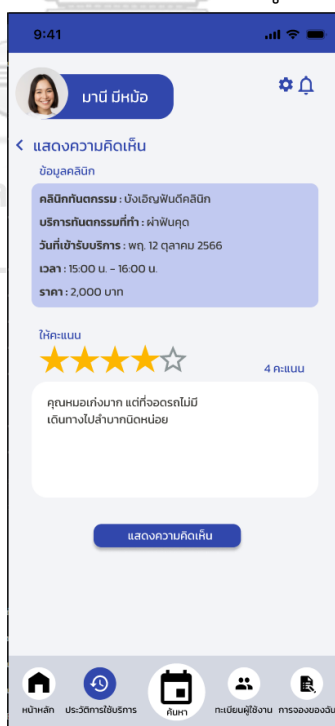 9:41
มานี มีหม้อ
แสดงความคิดเห็น
ข้อมูลคลินิก
คลินิกทันตกรรม : บังเอิญฟันดีคลินิก
บริการทันตกรรมที่ทำ : ผ่าฟันคุด
วันที่เข้ารับบริการ : พฤ. 12 ตุลาคม 2566
เวลา : 15:00 น. - 16:00 น.
ราคา : 2,000 บาท
ให้คะแนน
4 คะแนน
คุณหมอเก่งมาก แต่ที่จอดรถไม่มี
เดินทางไปลำบากนิดหน่อย
แสดงความคิดเห็น
หน้าหลัก
ประวัติการใช้บริการ
ค้นหา
ทะเบียนผู้ใช้งาน
การจองของฉัน